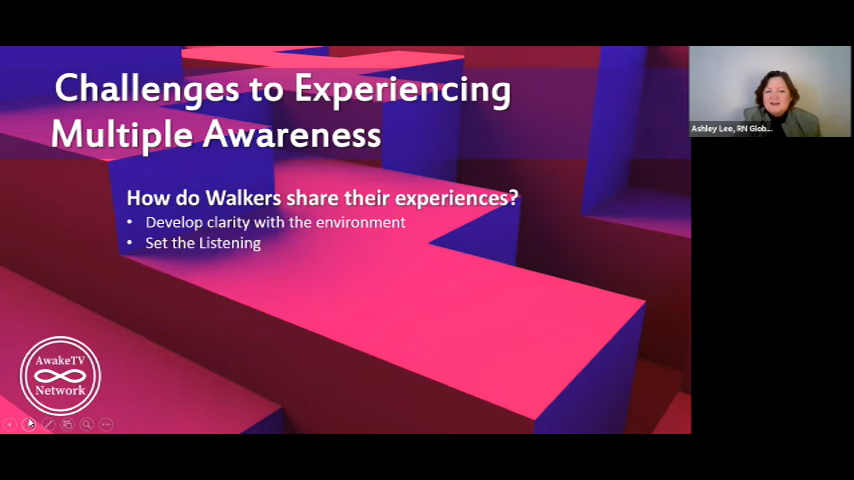 Challenges to Experiencing
Multiple Awareness
How do Walkers share their experiences?
• Develop clarity with the environment
• Set the Listening
Ashley Lee, RN Glob...
AwakeTV
Network